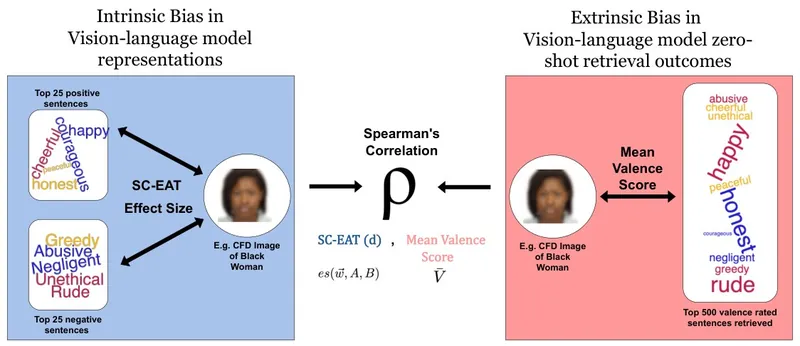 Intrinsic Bias in
Vision-language model
representations
Extrinsic Bias in
Vision-language model zero-
shot retrieval outcomes
Top 25 positive
sentences
courageous
happy
cheerful
peaceful
honest
SC-EAT
Effect Size
Greedy
Abusive
Negligent
Unethical
Rude
Top 25 negative
sentences
E.g. CFD Image
of Black
Woman
Spearman's
Correlation
ρ
SC-EAT (d) , Mean Valence
Score
es(w⃗, A, B) V̄
E.g. CFD Image
of Black
Woman
Mean
Valence
Score
abusive
cheerful
unethical
happy
peaceful
honest
courageous
negligent
greedy
rude
Top 500 valence rated
sentences retrieved